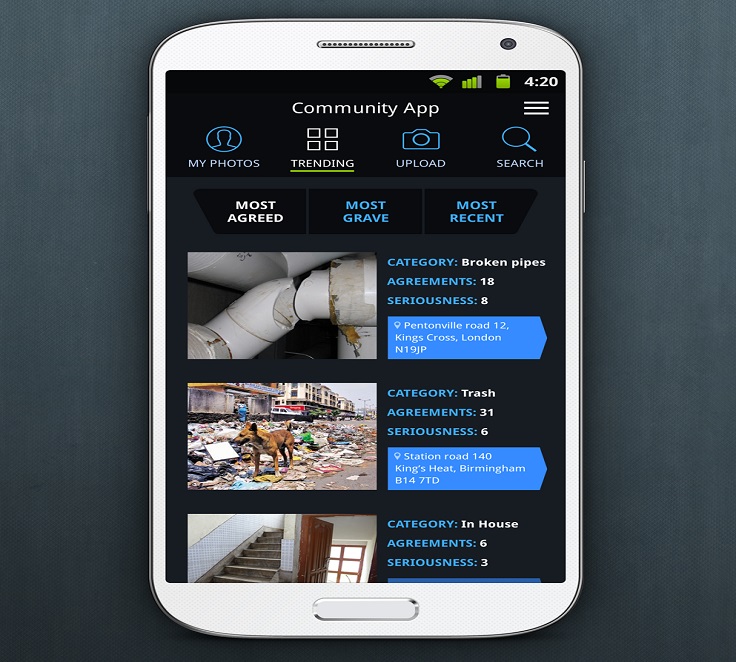 4:20
Community App
MY PHOTOS
TRENDING
UPLOAD
SEARCH
MOST
AGREED
MOST
GRAVE
MOST
RECENT
CATEGORY: Broken pipes
AGREEMENTS: 18
SERIOUSNESS: 8
Pentonville road 12,
Kings Cross, London
N19JP
CATEGORY: Trash
AGREEMENTS: 31
SERIOUSNESS: 6
Station road 140
King's Heat, Birmingham
B14 7TD
CATEGORY: In House
AGREEMENTS: 6
SERIOUSNESS: 3